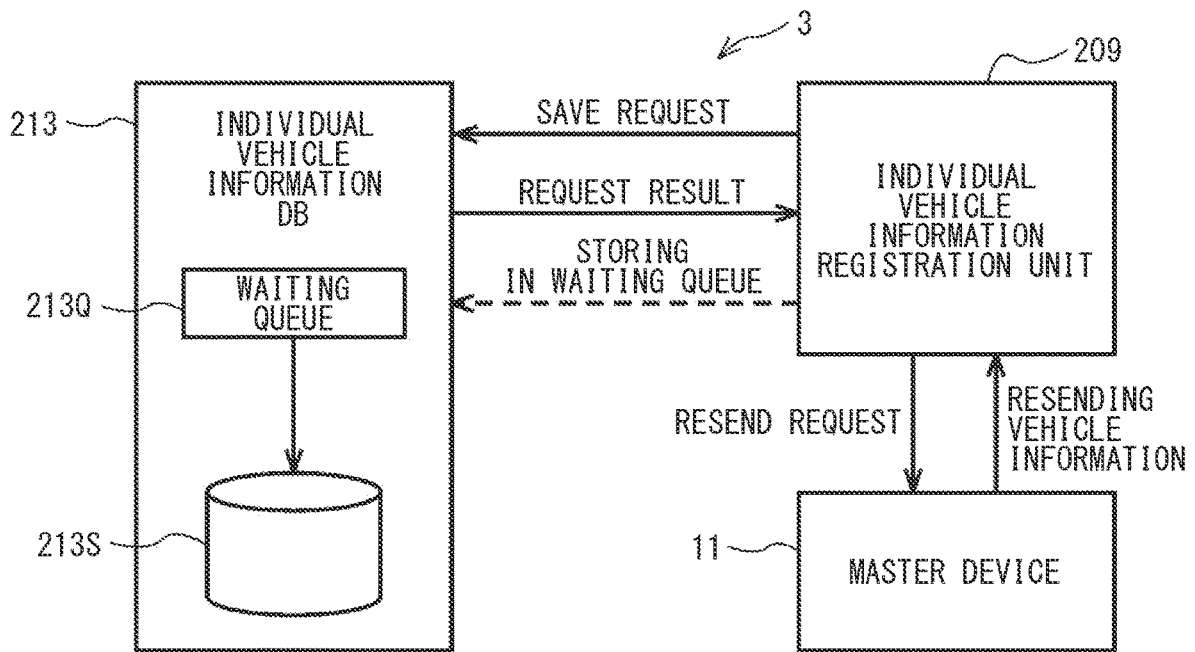 3
209
213
INDIVIDUAL
VEHICLE
INFORMATION
DB
SAVE REQUEST
REQUEST RESULT
STORING
IN WAITING QUEUE
INDIVIDUAL
VEHICLE
INFORMATION
REGISTRATION UNIT
213Q
WAITING
QUEUE
RESEND REQUEST
RESENDING
VEHICLE
INFORMATION
213S
11
MASTER DEVICE